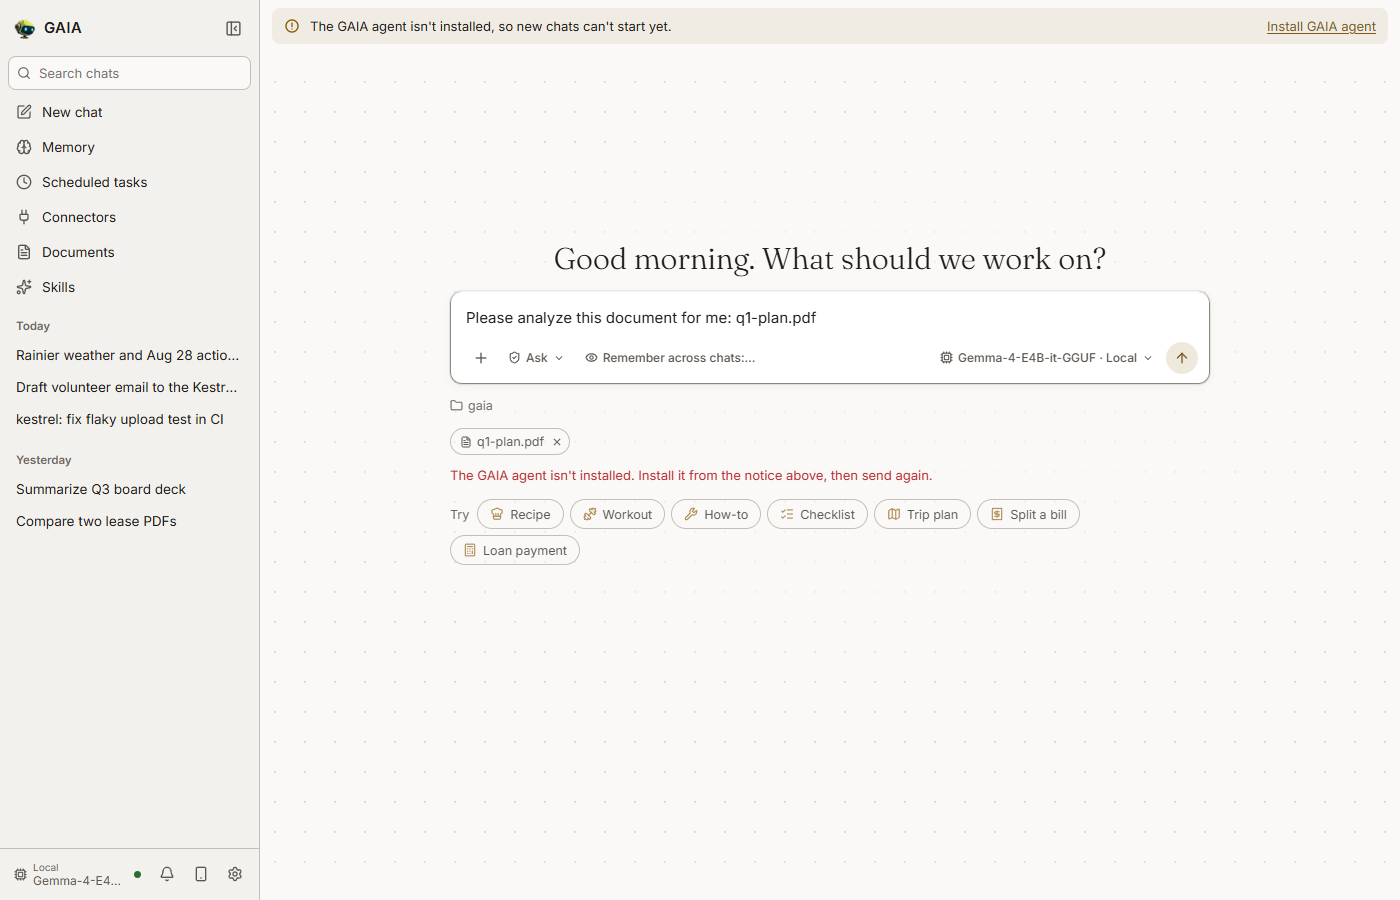 GAIA
Search chats
New chat
Memory
Scheduled tasks
Connectors
Documents
Skills
Today
Rainier weather and Aug 28 actio...
Draft volunteer email to the Kestr...
kestrel: fix flaky upload test in CI
Yesterday
Summarize Q3 board deck
Compare two lease PDFs
Local
Gemma-4-E4...
The GAIA agent isn't installed, so new chats can't start yet.
Install GAIA agent
Good morning. What should we work on?
Please analyze this document for me: q1-plan.pdf
Ask
Remember across chats:...
Gemma-4-E4B-it-GGUF · Local
gaia
q1-plan.pdf
The GAIA agent isn't installed. Install it from the notice above, then send again.
Try Recipe Workout How-to Checklist Trip plan Split a bill
Loan payment